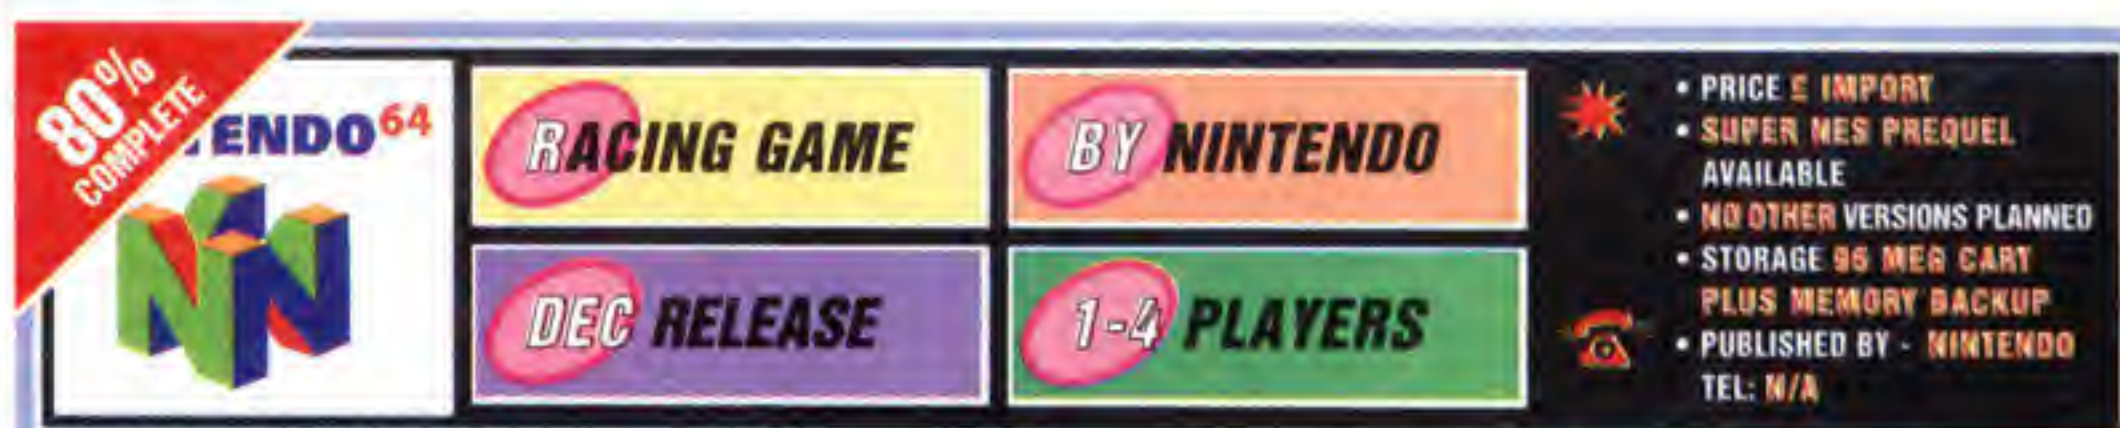 80%
COMPLETE
TENDO64
RACING GAME
BY NINTENDO
DEC RELEASE
1-4 PLAYERS
• PRICE £ IMPORT
• SUPER NES PREQUEL
AVAILABLE
• NO OTHER VERSIONS PLANNED
• STORAGE 96 MEG CART
PLUS MEMORY BACKUP
• PUBLISHED BY - NINTENDO
TEL: N/A